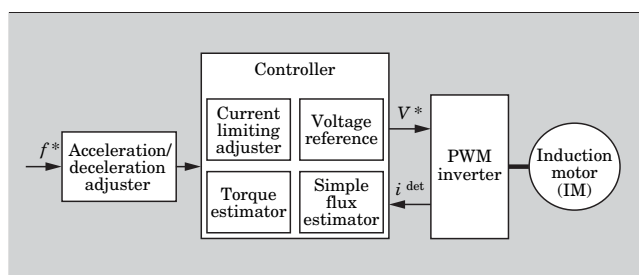 Controller
Current
limiting
adjuster
Voltage
reference
Torque
estimator
Simple
flux
estimator
f*
Acceleration/
deceleration
adjuster
V*
i det
PWM
inverter
Induction
motor
(IM)